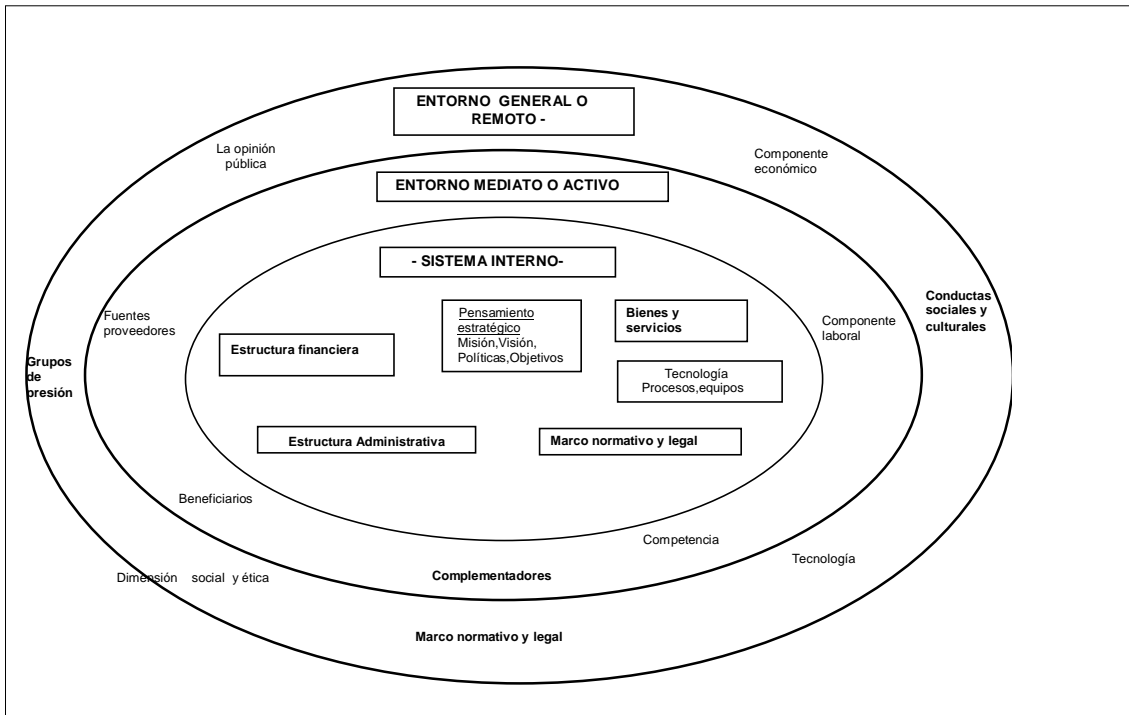 ENTORNO GENERAL O
REMOTO -
La opinión
pública
Componente
económico
ENTORNO MEDIATO O ACTIVO
- SISTEMA INTERNO-
Fuentes
proveedores
Pensamiento
estratégico
Misión,Visión,
Políticas,Objetivos
Bienes y
servicios
Componente
laboral
Conductas
sociales y
culturales
Estructura financiera
Grupos
de
presión
Tecnología
Procesos,equipos
Estructura Administrativa
Marco normativo y legal
Beneficiarios
Competencia
Tecnología
Dimensión social y ética
Complementadores
Marco normativo y legal